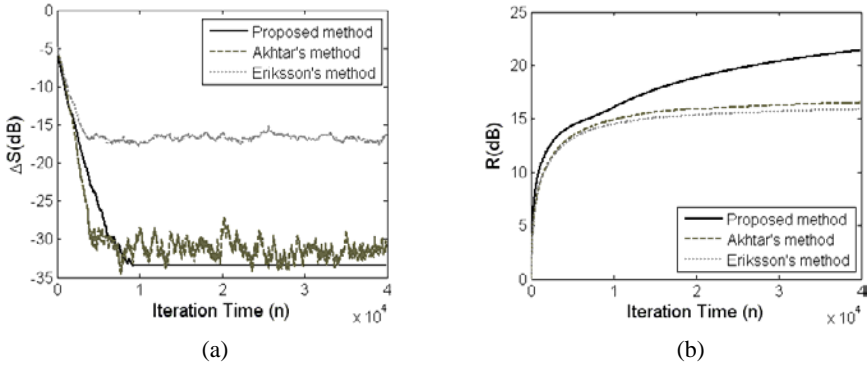 0
-5
-10
-15
-20
-25
-30
-35
ΔS(dB)
Proposed method
Akhtar's method
Eriksson's method
0 1 2 3 4
x 10^4
Iteration Time (n)
(a)
25
20
15
10
5
0
R(dB)
Proposed method
Akhtar's method
Eriksson's method
0 1 2 3 4
x 10^4
Iteration Time (n)
(b)